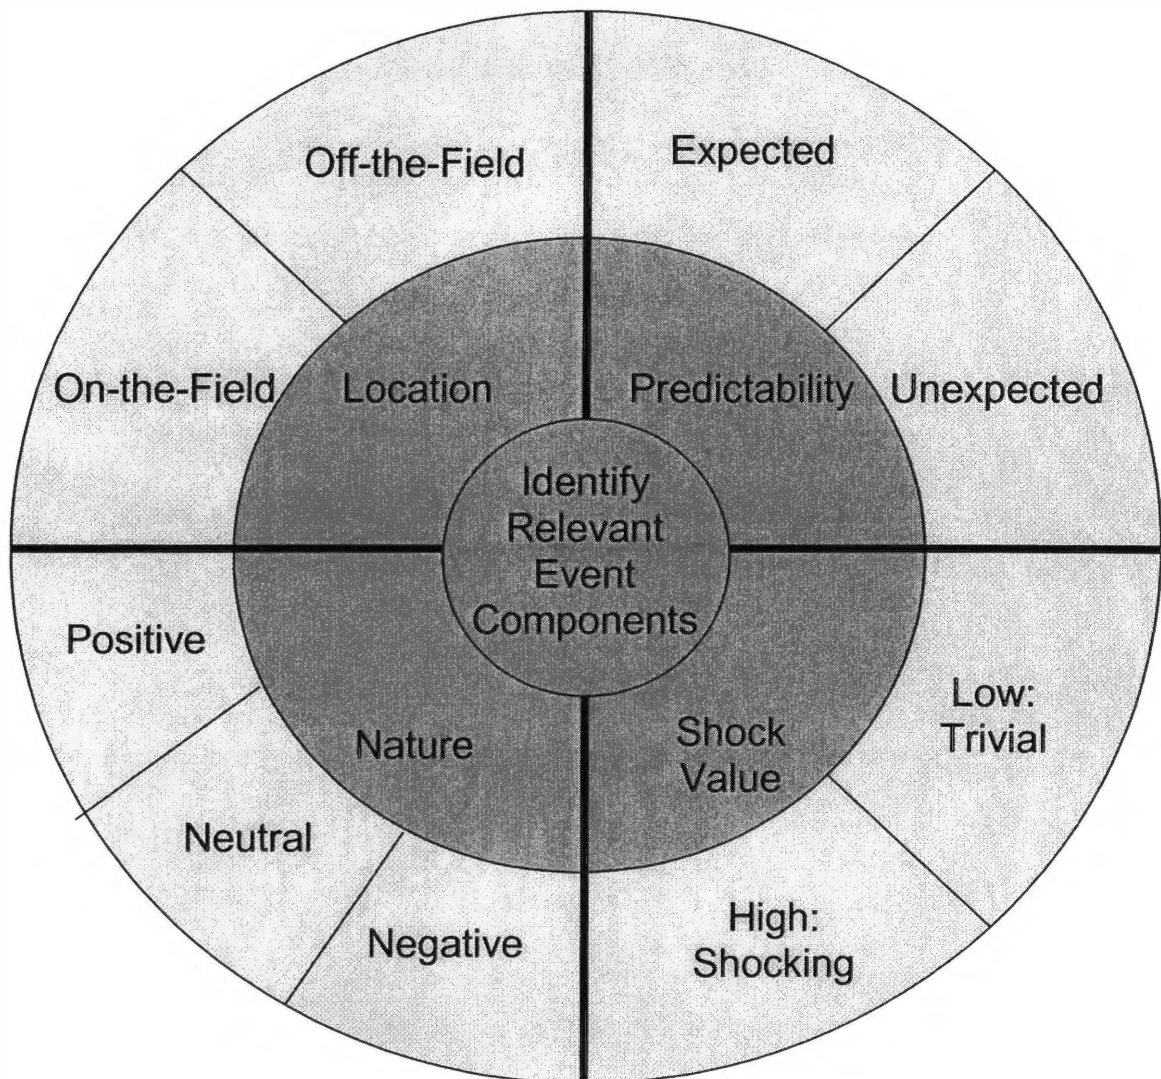 Off-the-Field
Expected
On-the-Field
Location
Predictability
Unexpected
Identify
Relevant
Event
Components
Positive
Nature
Shock
Value
Low:
Trivial
Neutral
Negative
High:
Shocking